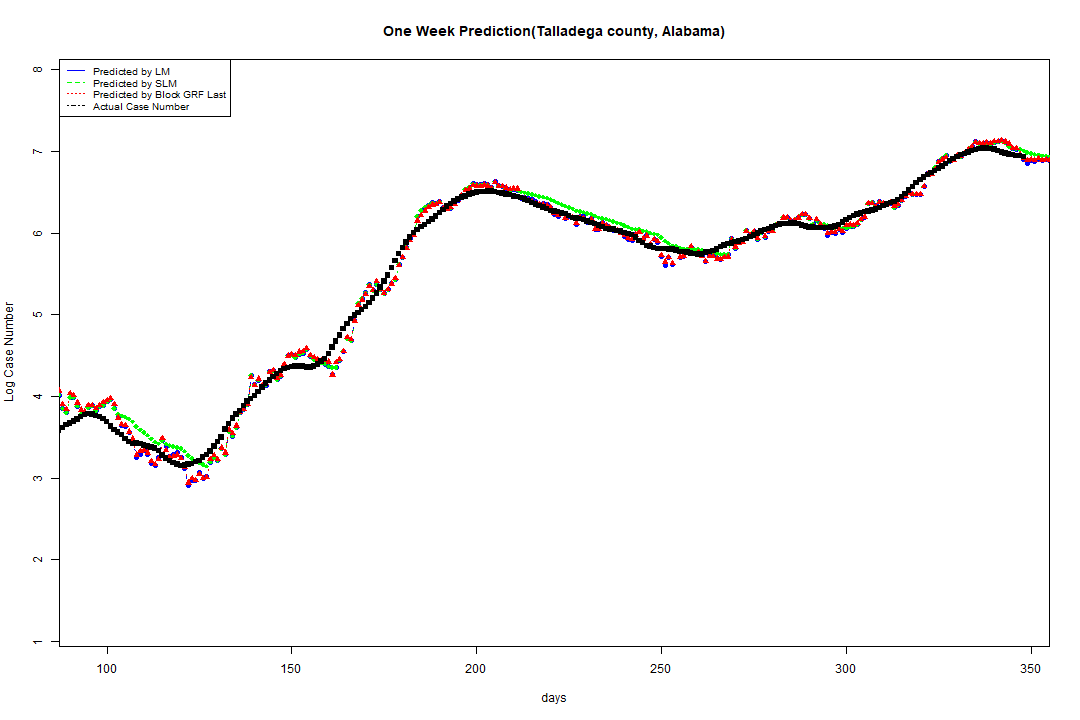 One Week Prediction(Talladega county, Alabama)
8
Predicted by LM
Predicted by SLM
Predicted by Block GRF Last
Actual Case Number
7
6
5
Log Case Number
4
3
2
1
100 150 200 250 300 350
days